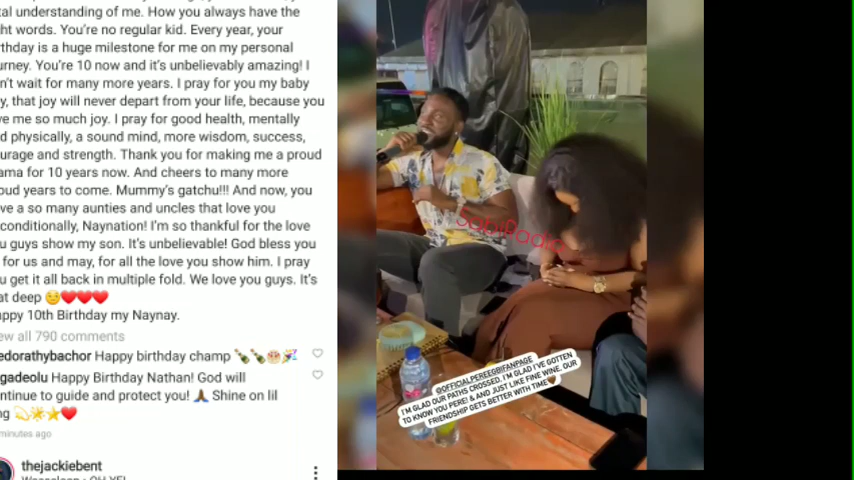 al understanding of me. How you always have the
ht words. You're no regular kid. Every year, your
thday is a huge milestone for me on my personal
urney. You're 10 now and it's unbelievably amazing! I
n't wait for many more years. I pray for you my baby
y, that joy will never depart from your life, because you
ve me so much joy. I pray for good health, mentally
d physically, a sound mind, more wisdom, success,
urage and strength. Thank you for making me a proud
ama for 10 years now. And cheers to many more
oud years to come. Mummy's gatchu!!! And now, you
ve a so many aunties and uncles that love you
conditionally, Naynation! I'm so thankful for the love
u guys show my son. It's unbelievable! God bless you
for us and may, for all the love you show him. I pray
u get it all back in multiple fold. We love you guys. It's
at deep ☺️❤️❤️❤️
ppy 10th Birthday my Naynay.
ew all 790 comments
edorathybachor Happy birthday champ 🍾🍾🎂🎉
gadeolu Happy Birthday Nathan! God will
ntinue to guide and protect you! 🙏🏾 Shine on lil
ng 💫🌟⭐❤️
minutes ago
thejackiebent
SabiRadio
@OFFICIALPEREEGBIFANPAGE
I'M GLAD OUR PATHS CROSSED. I'M GLAD I'VE GOTTEN
TO KNOW YOU PERE! & AND JUST LIKE FINE WINE, OUR
FRIENDSHIP GETS BETTER WITH TIME🤎